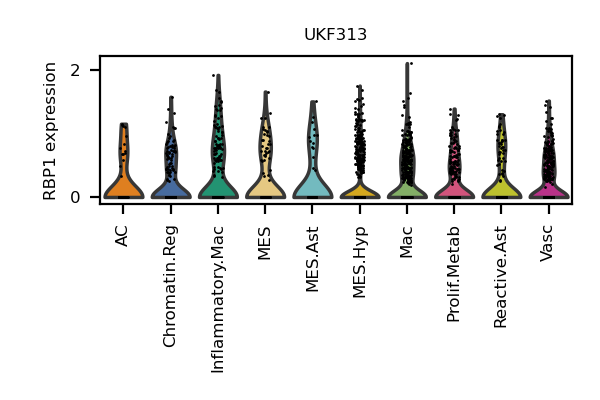 UKF313
RBP1 expression
2
0
AC
Chromatin.Reg
Inflammatory.Mac
MES
MES.Ast
MES.Hyp
Mac
Prolif.Metab
Reactive.Ast
Vasc